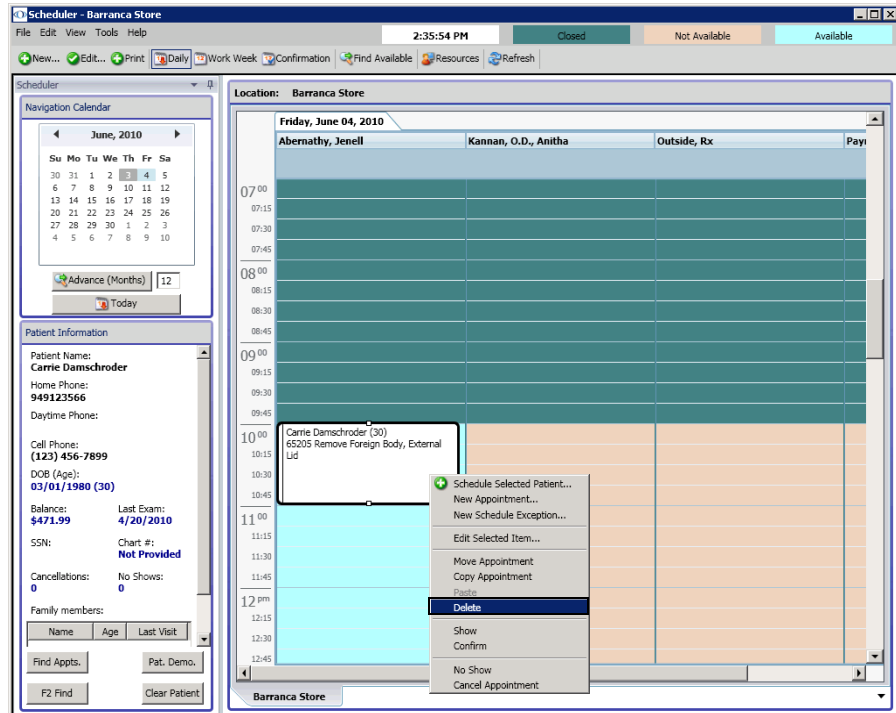 Scheduler - Barranca Store
File Edit View Tools Help
2:35:54 PM Closed Not Available Available
New... Edit... Print Daily Work Week Confirmation Find Available Resources Refresh
Scheduler
Navigation Calendar
June, 2010
Su Mo Tu We Th Fr Sa
30 31 1 2 3 4 5
6 7 8 9 10 11 12
13 14 15 16 17 18 19
20 21 22 23 24 25 26
27 28 29 30 1 2 3
4 5 6 7 8 9 10
Advance (Months) 12
Today
Patient Information
Patient Name:
Carrie Damschroder
Home Phone:
949123566
Daytime Phone:
Cell Phone:
(123) 456-7899
DOB (Age):
03/01/1980 (30)
Balance: Last Exam:
$471.99 4/20/2010
SSN: Chart #:
Not Provided
Cancellations: No Shows:
0 0
Family members:
Name Age Last Visit
Find Appts. Pat. Demo.
F2 Find Clear Patient
Location: Barranca Store
Friday, June 04, 2010
Abernathy, Jenell Kannan, O.D., Anitha Outside, Rx Payr
07 00
07:15
07:30
07:45
08 00
08:15
08:30
08:45
09 00
09:15
09:30
09:45
10 00
10:15
10:30
10:45
11 00
11:15
11:30
11:45
12 pm
12:15
12:30
12:45
Carrie Damschroder (30)
65205 Remove Foreign Body, External
Lid
Schedule Selected Patient...
New Appointment...
New Schedule Exception...
Edit Selected Item...
Move Appointment
Copy Appointment
Paste
Delete
Show
Confirm
No Show
Cancel Appointment
Barranca Store